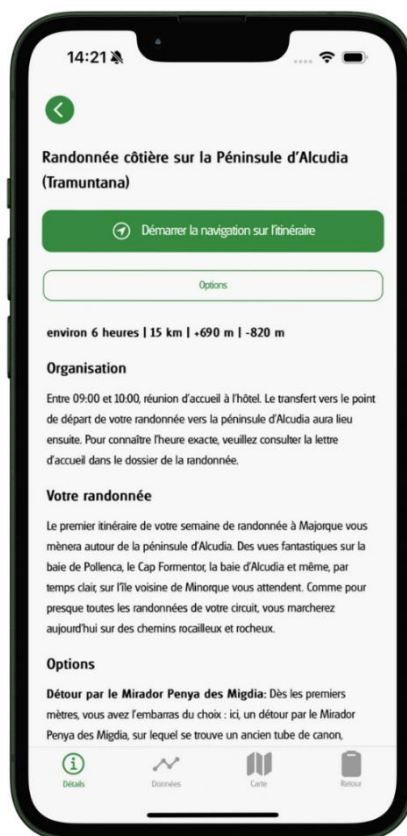 14:21
Randonnée côtière sur la Péninsule d'Alcudia
(Tramuntana)
Démarrer la navigation sur l'itinéraire
Options
environ 6 heures | 15 km | +690 m | -820 m
Organisation
Entre 09:00 et 10:00, réunion d'accueil à l'hôtel. Le transfert vers le point
de départ de votre randonnée vers la péninsule d'Alcudia aura lieu
ensuite. Pour connaître l'heure exacte, veuillez consulter la lettre
d'accueil dans le dossier de la randonnée.
Votre randonnée
Le premier itinéraire de votre semaine de randonnée à Majorque vous
mènera autour de la péninsule d'Alcudia. Des vues fantastiques sur la
baie de Pollenca, le Cap Formentor, la baie d'Alcudia et même, par
temps clair, sur l'île voisine de Minorque vous attendent. Comme pour
presque toutes les randonnées de votre circuit, vous marcherez
aujourd'hui sur des chemins rocailleux et rocheux.
Options
Détour par le Mirador Penya des Migdia: Dès les premiers
mètres, vous avez l'embarras du choix : ici, un détour par le Mirador
Penya des Migdia, sur lequel se trouve un ancien tube de canon,
Détails
Données
Carte
Retour